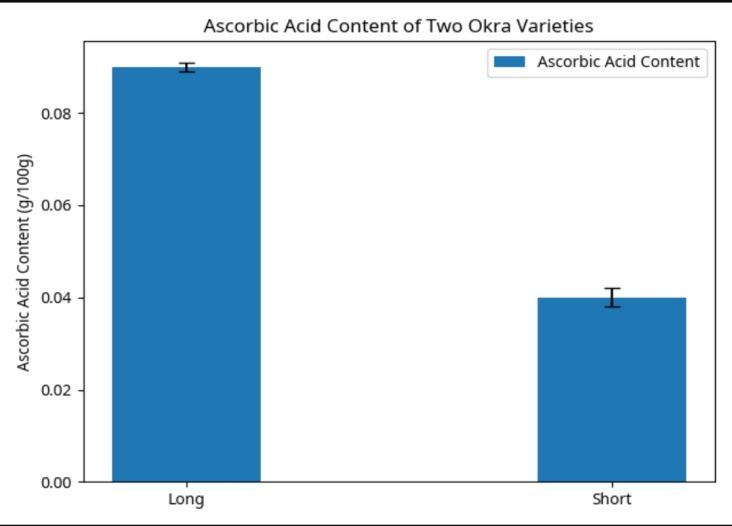 Ascorbic Acid Content of Two Okra Varieties
Ascorbic Acid Content
Ascorbic Acid Content (g/100g)
0.08
0.06
0.04
0.02
0.00
Long
Short